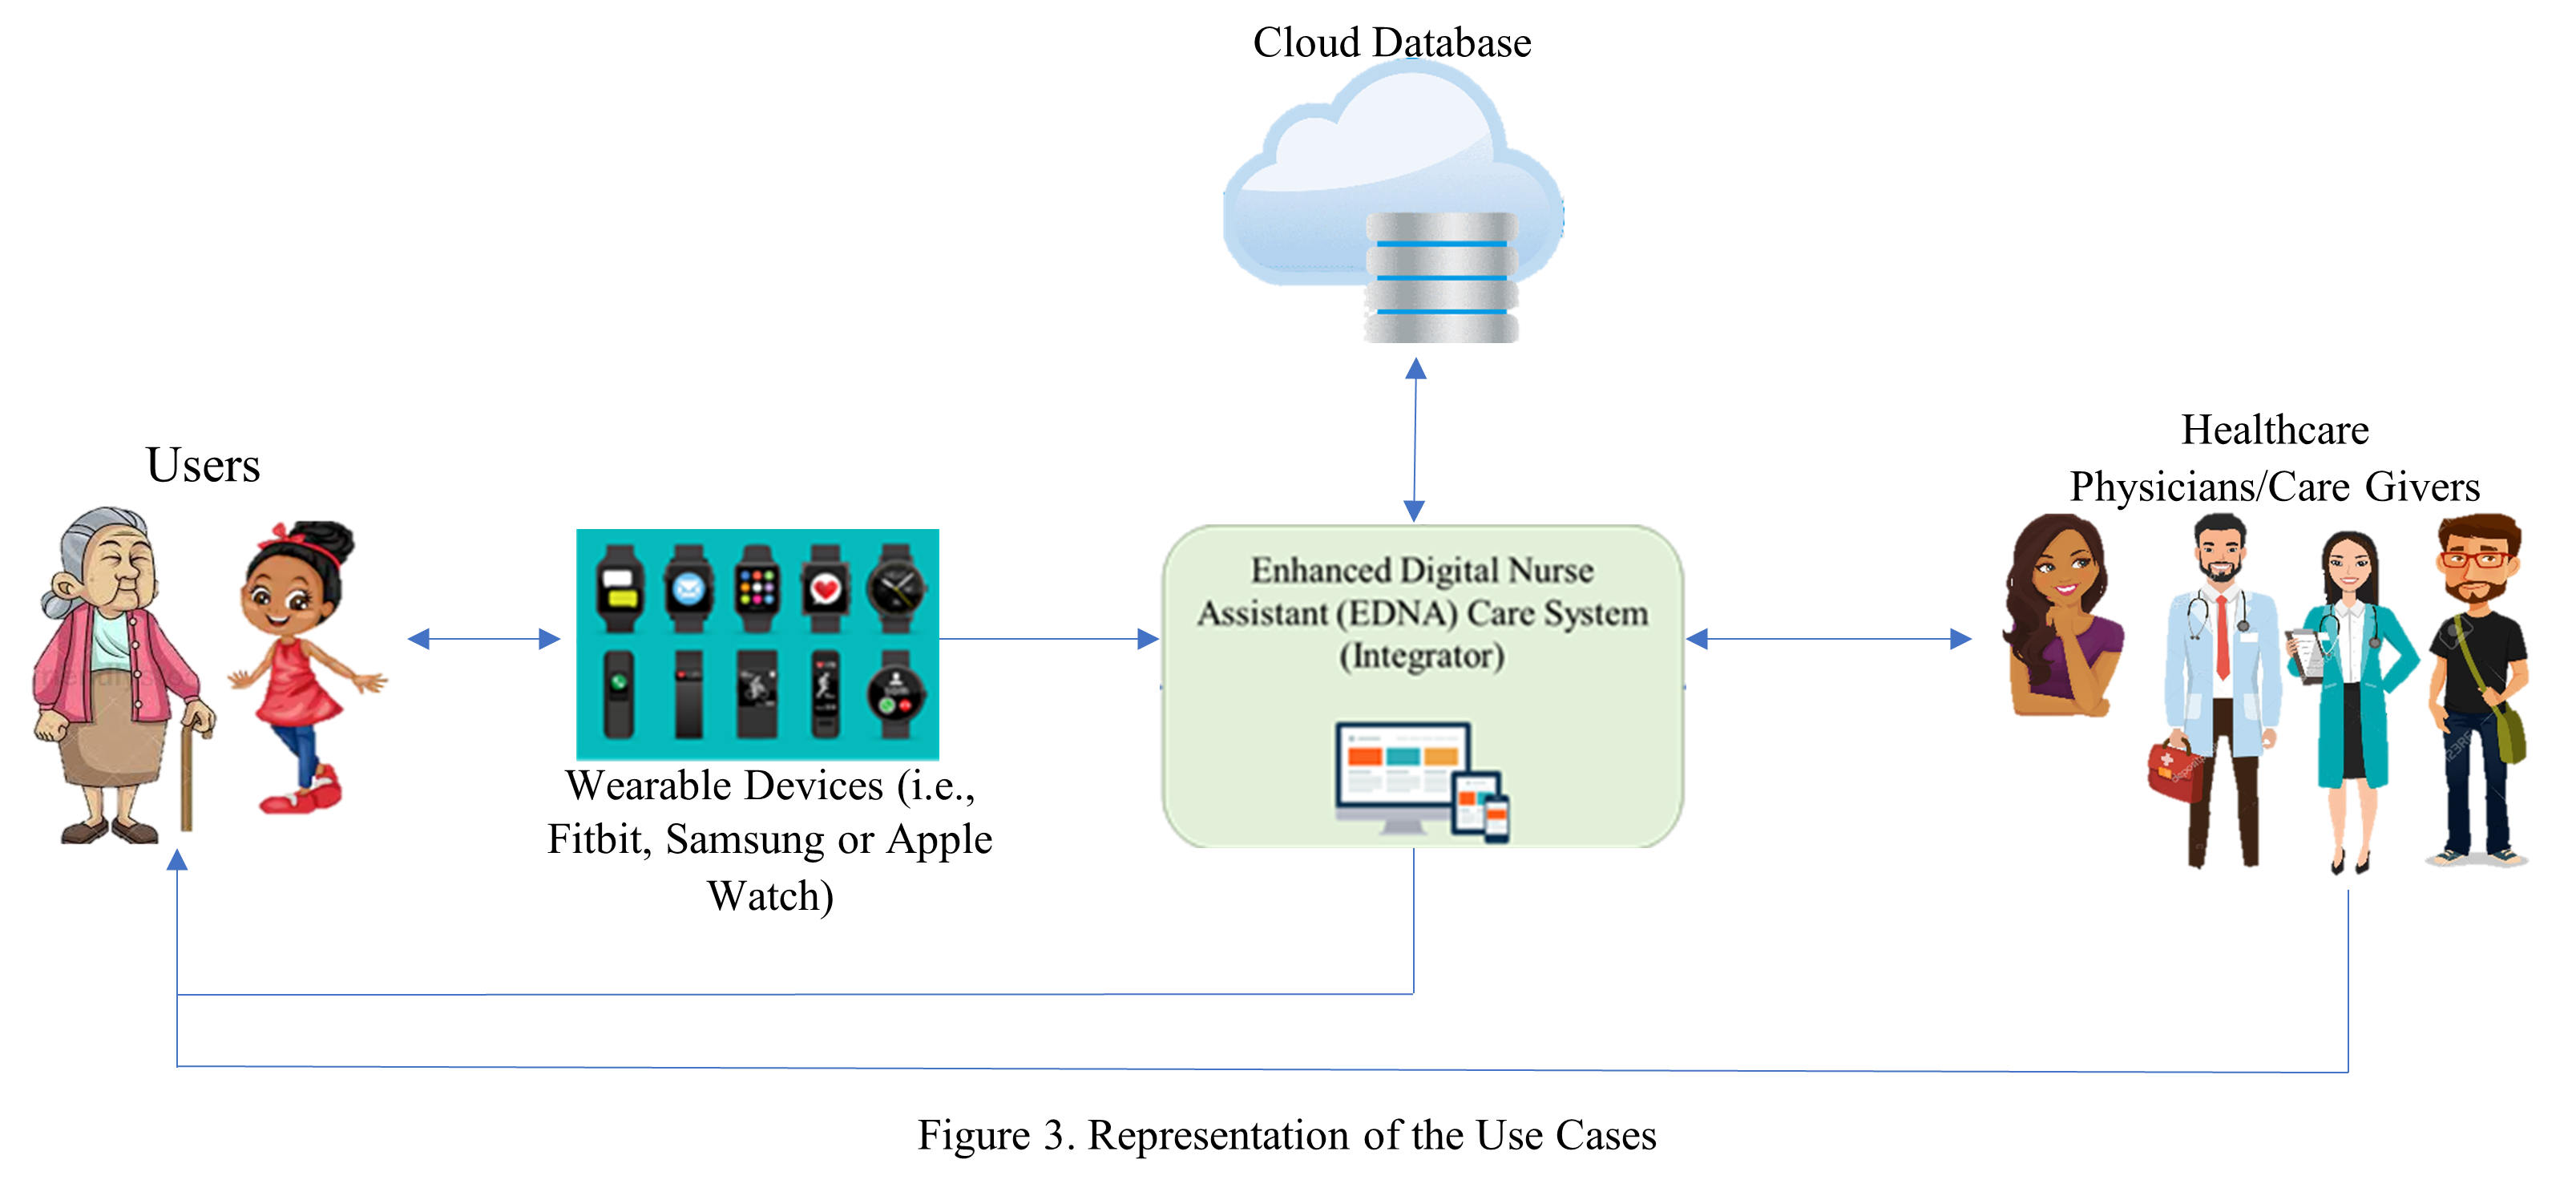 Cloud Database
Users
Healthcare
Physicians/Care Givers
Enhanced Digital Nurse
Assistant (EDNA) Care System
(Integrator)
Wearable Devices (i.e.,
Fitbit, Samsung or Apple
Watch)
Figure 3. Representation of the Use Cases